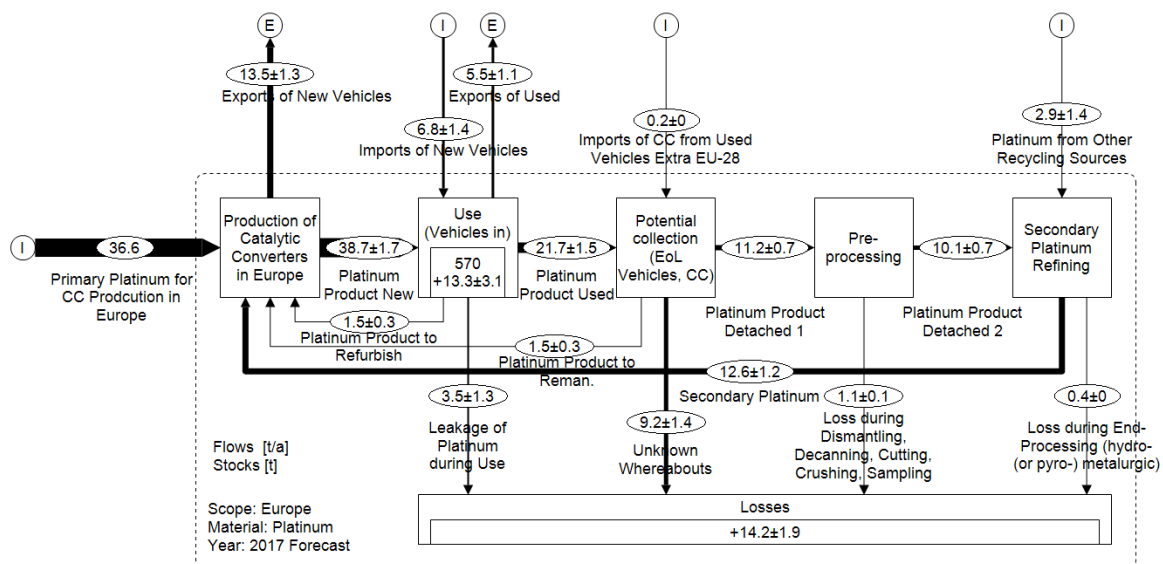 E
I
E
I
I
13.5±1.3
Exports of New Vehicles
5.5±1.1
Exports of Used
6.8±1.4
Imports of New Vehicles
0.2±0
Imports of CC from Used
Vehicles Extra EU-28
2.9±1.4
Platinum from Other
Recycling Sources
I
36.6
Primary Platinum for
CC Prodcution in
Europe
Production of
Catalytic
Converters
in Europe
38.7±1.7
Platinum
Product New
Use
(Vehicles in)
570
+13.3±3.1
21.7±1.5
Platinum
Product Used
Potential
collection
(EoL
Vehicles, CC)
11.2±0.7
Platinum Product
Detached 1
Pre-
processing
10.1±0.7
Platinum Product
Detached 2
Secondary
Platinum
Refining
1.5±0.3
Platinum Product to
Refurbish
1.5±0.3
Platinum Product to
Reman.
12.6±1.2
Secondary Platinum
3.5±1.3
Leakage of
Platinum
during Use
9.2±1.4
Unknown
Whereabouts
1.1±0.1
Loss during
Dismantling,
Decanning, Cutting,
Crushing, Sampling
0.4±0
Loss during End-
Processing (hydro-
(or pyro-) metalurgic)
Flows [t/a]
Stocks [t]
Scope: Europe
Material: Platinum
Year: 2017 Forecast
Losses
+14.2±1.9